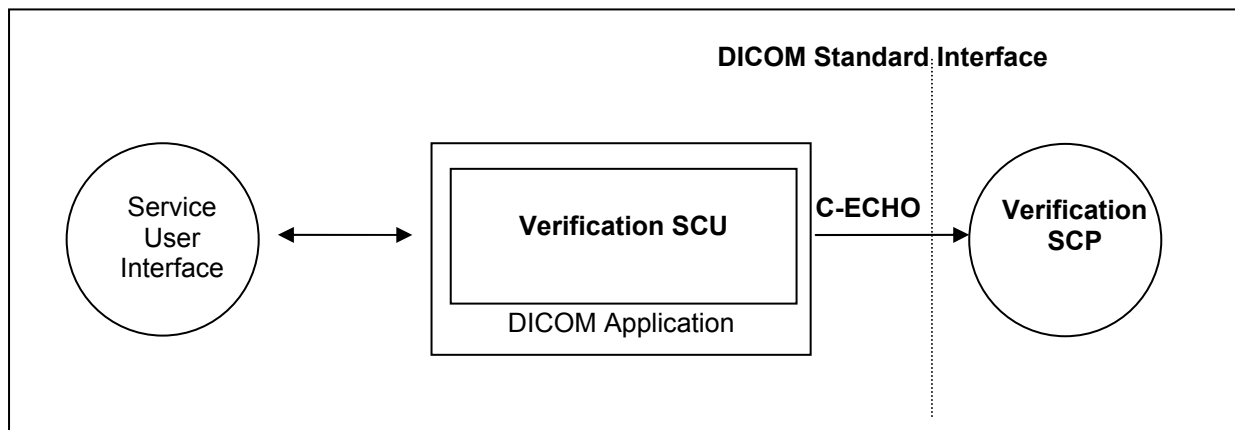 DICOM Standard Interface
Service
User
Interface
Verification SCU
DICOM Application
C-ECHO
Verification
SCP